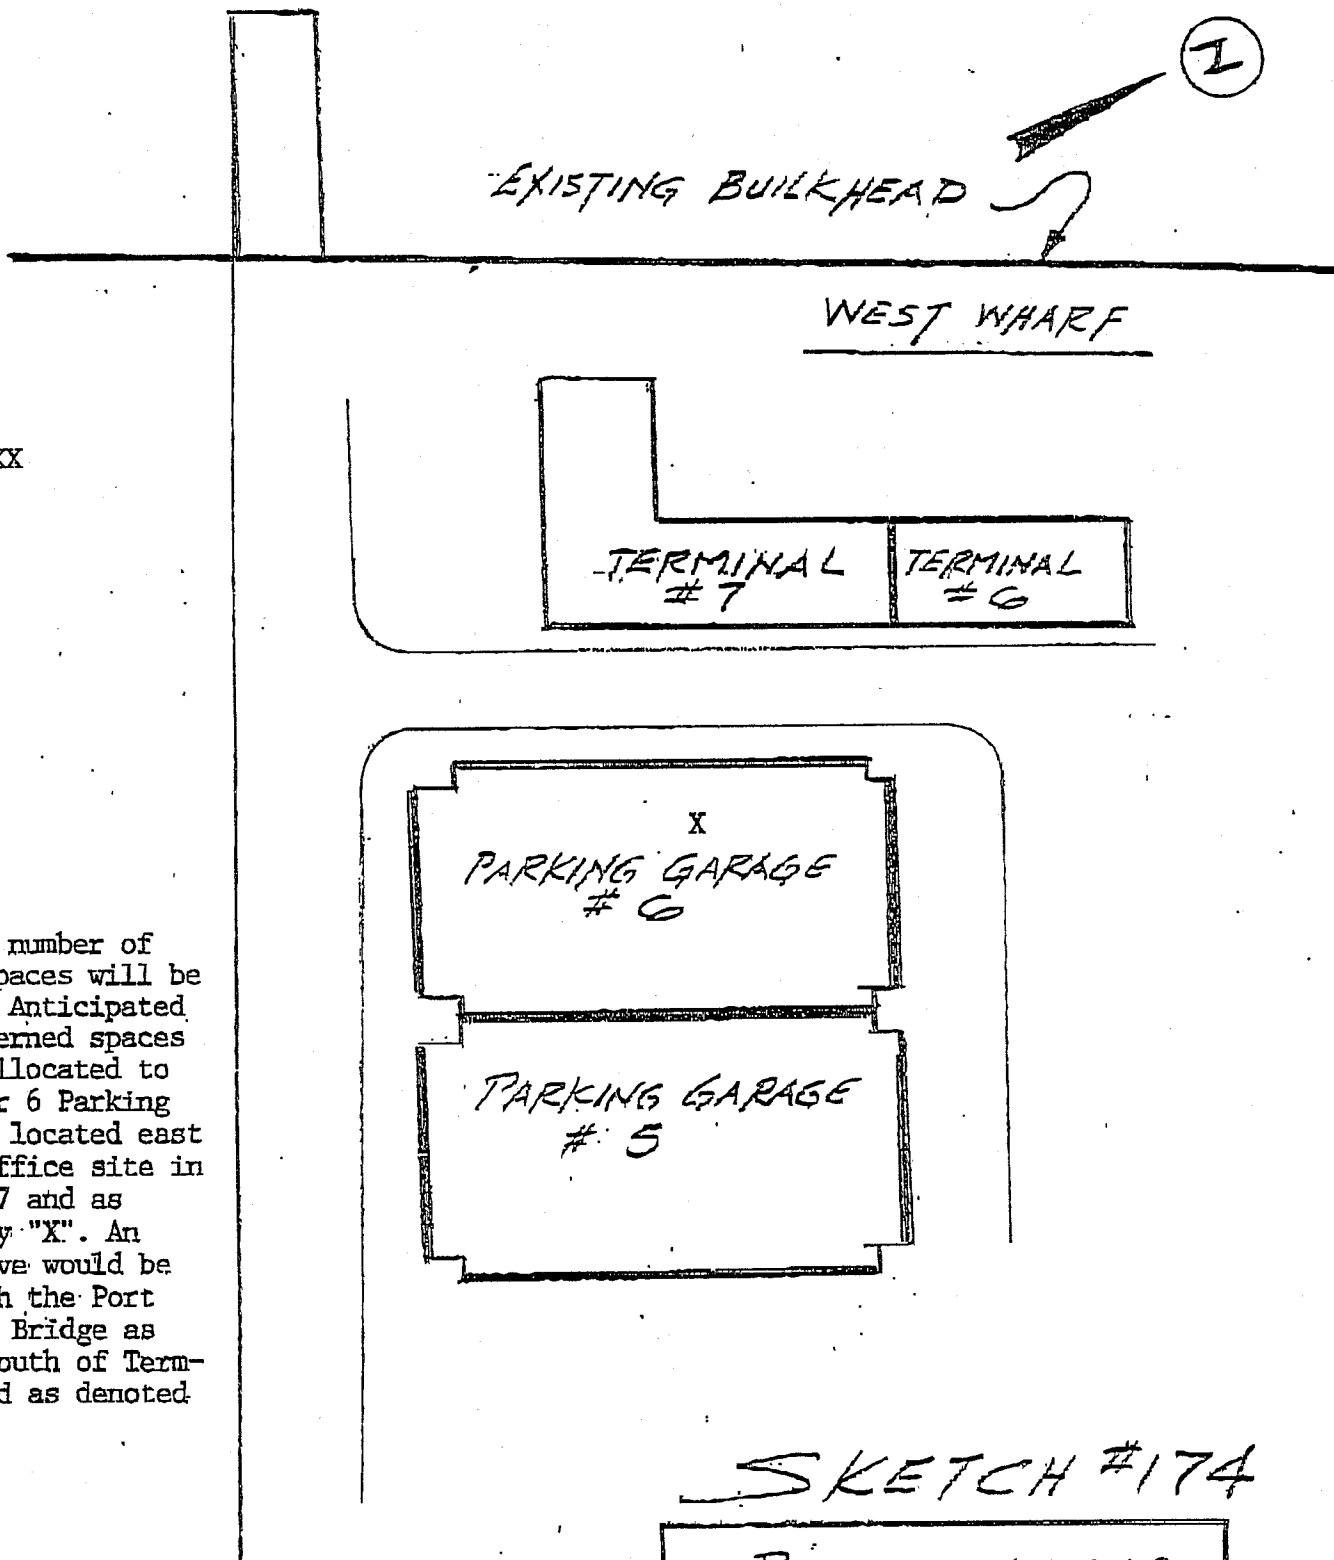 EXISTING BUILKHEAD
WEST WHARF
XX
TERMINAL
# 7
TERMINAL
# 6
X
PARKING GARAGE
# 6
PARKING GARAGE
# 5
number of
paces will be
Anticipated
erned spaces
llocated to
r 6 Parking
located east
ffice site in
7 and as
y "X". An
ve would be
h the Port
Bridge as
outh of Term-
d as denoted
SKETCH #174